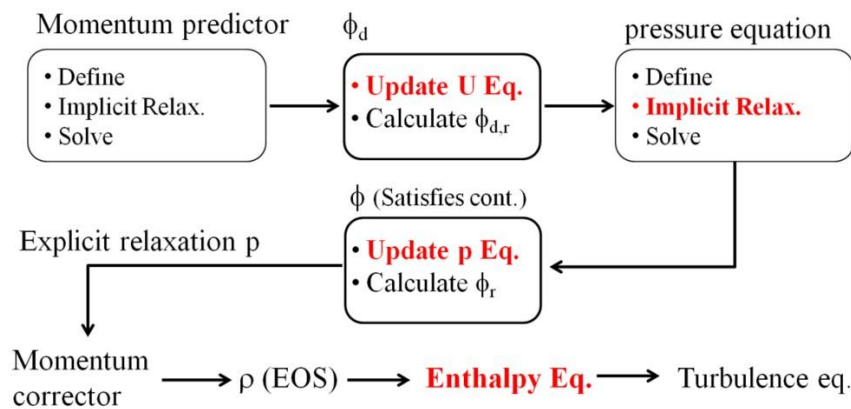 Momentum predictor
• Define
• Implicit Relax.
• Solve
ϕd
• Update U Eq.
• Calculate ϕd,r
pressure equation
• Define
• Implicit Relax.
• Solve
ϕ (Satisfies cont.)
• Update p Eq.
• Calculate ϕr
Explicit relaxation p
Momentum
corrector
ρ (EOS)
Enthalpy Eq.
Turbulence eq.